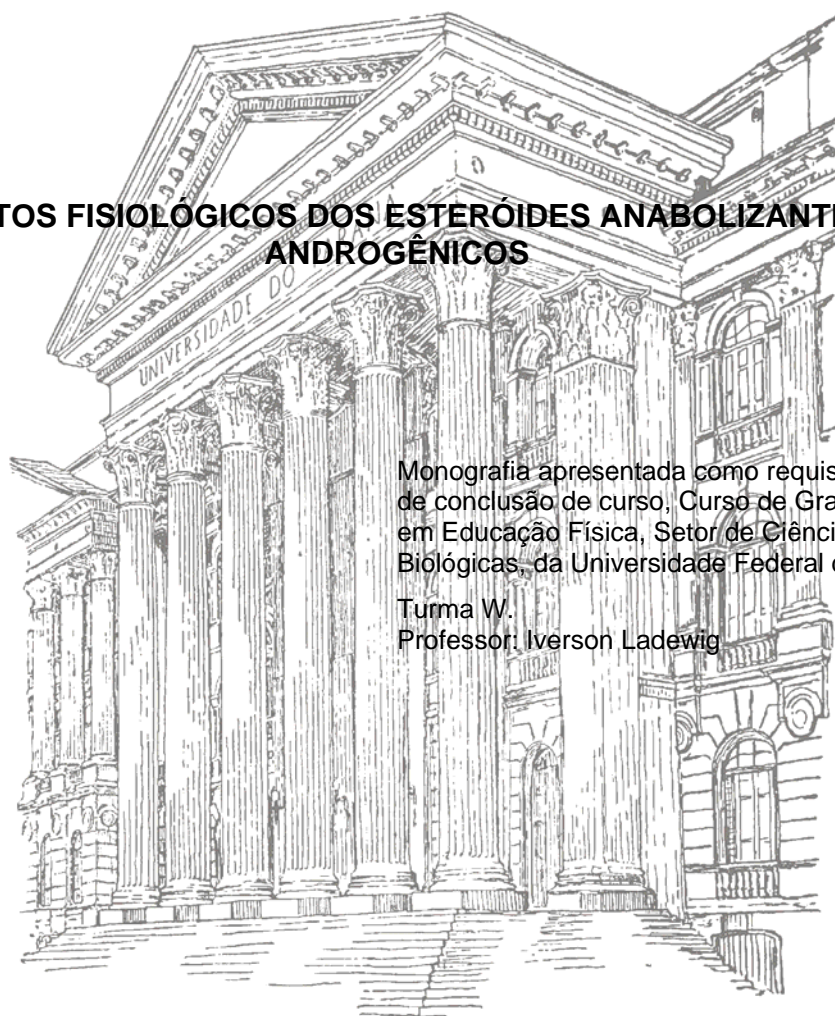 TOS FISIOLÓGICOS DOS ESTERÓIDES ANABOLIZANT
ANDROGÊNICOS
UNIVERSIDADE DO
Monografia apresentada como requis
de conclusão de curso, Curso de Gra
em Educação Física, Setor de Ciênci
Biológicas, da Universidade Federal
Turma W.
Professor: Iverson Ladewig